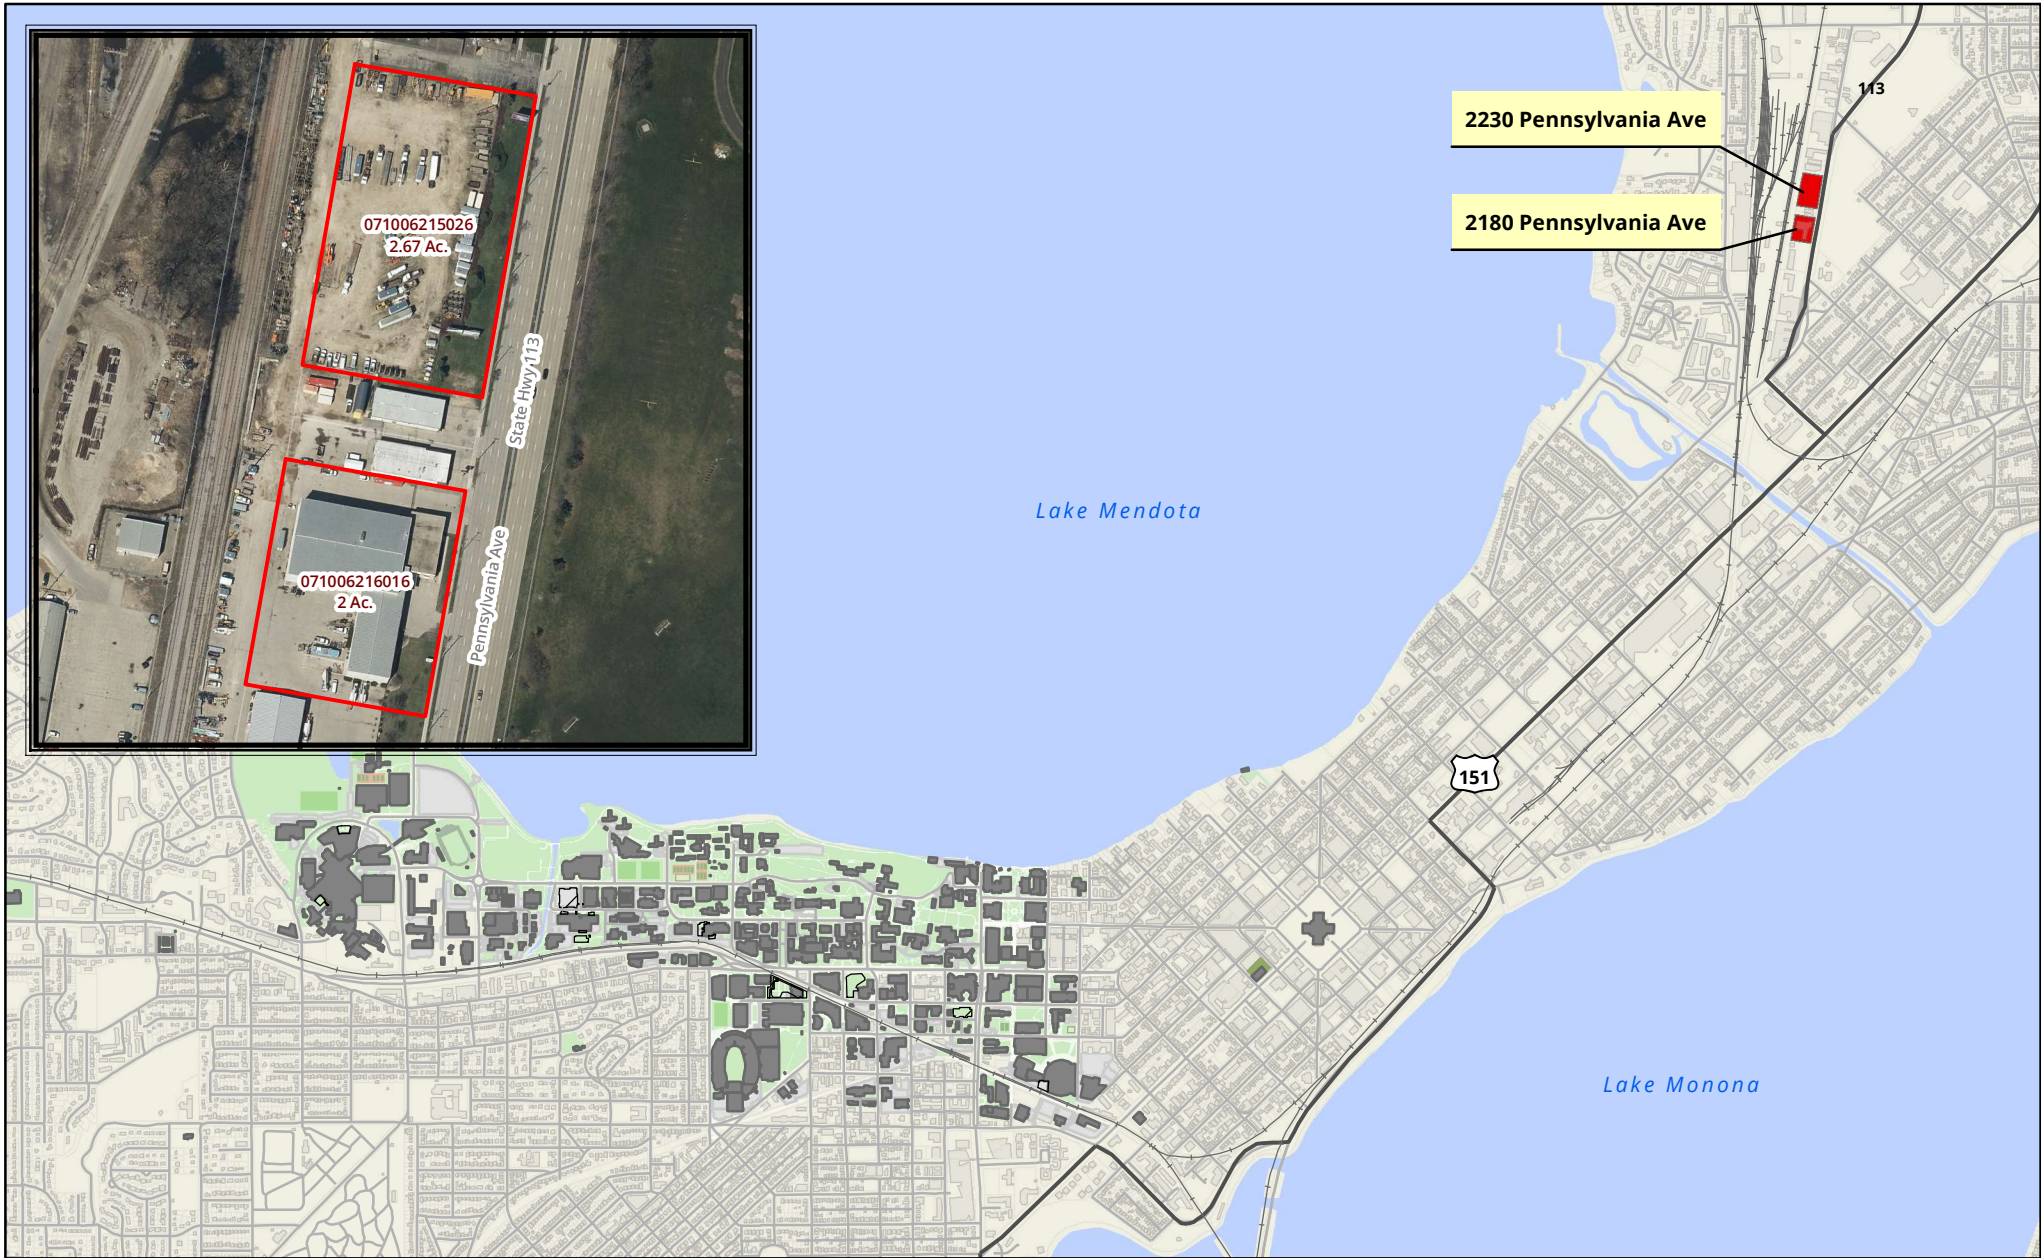 071006215026
2.67 Ac.
State Hwy 113
071006216016
2 Ac.
Pennsylvania Ave
113
2230 Pennsylvania Ave
2180 Pennsylvania Ave
Lake Mendota
151
Lake Monona